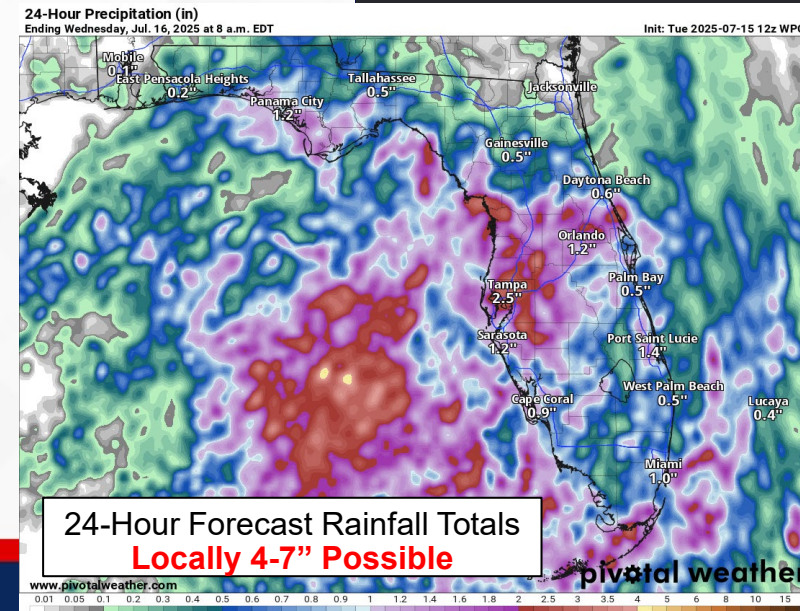 24-Hour Precipitation (in)
Ending Wednesday, Jul. 16, 2025 at 8 a.m. EDT
Init: Tue 2025-07-15 12z WPC
Mobile
0.1"
East Pensacola Heights
0.2"
Tallahassee
0.5"
Jacksonville
Panama City
1.2"
Gainesville
0.5"
Daytona Beach
0.6"
Orlando
1.2"
Tampa
2.5"
Palm Bay
0.5"
Sarasota
1.2"
Port Saint Lucie
1.4"
West Palm Beach
0.5"
Cape Coral
0.9"
Lucaya
0.4"
Miami
1.0"
24-Hour Forecast Rainfall Totals
Locally 4-7” Possible
www.pivotalweather.com
pivotal weather
0.01 0.05 0.1 0.2 0.3 0.4 0.5 0.6 0.7 0.8 0.9 1 1.2 1.4 1.6 1.8 2 2.5 3 3.5 4 5 6 7 8 10 15